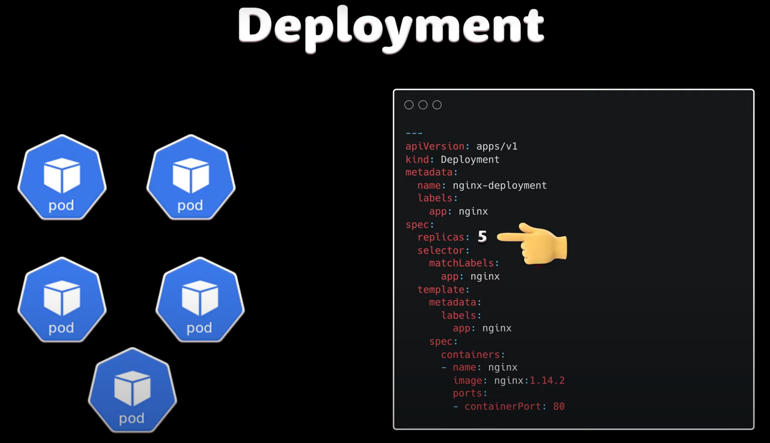 Deployment
pod
pod
pod
pod
pod
---
apiVersion: apps/v1
kind: Deployment
metadata:
  name: nginx-deployment
  labels:
    app: nginx
spec:
  replicas: 5
  selector:
    matchLabels:
      app: nginx
  template:
    metadata:
      labels:
        app: nginx
    spec:
      containers:
      - name: nginx
        image: nginx:1.14.2
        ports:
        - containerPort: 80